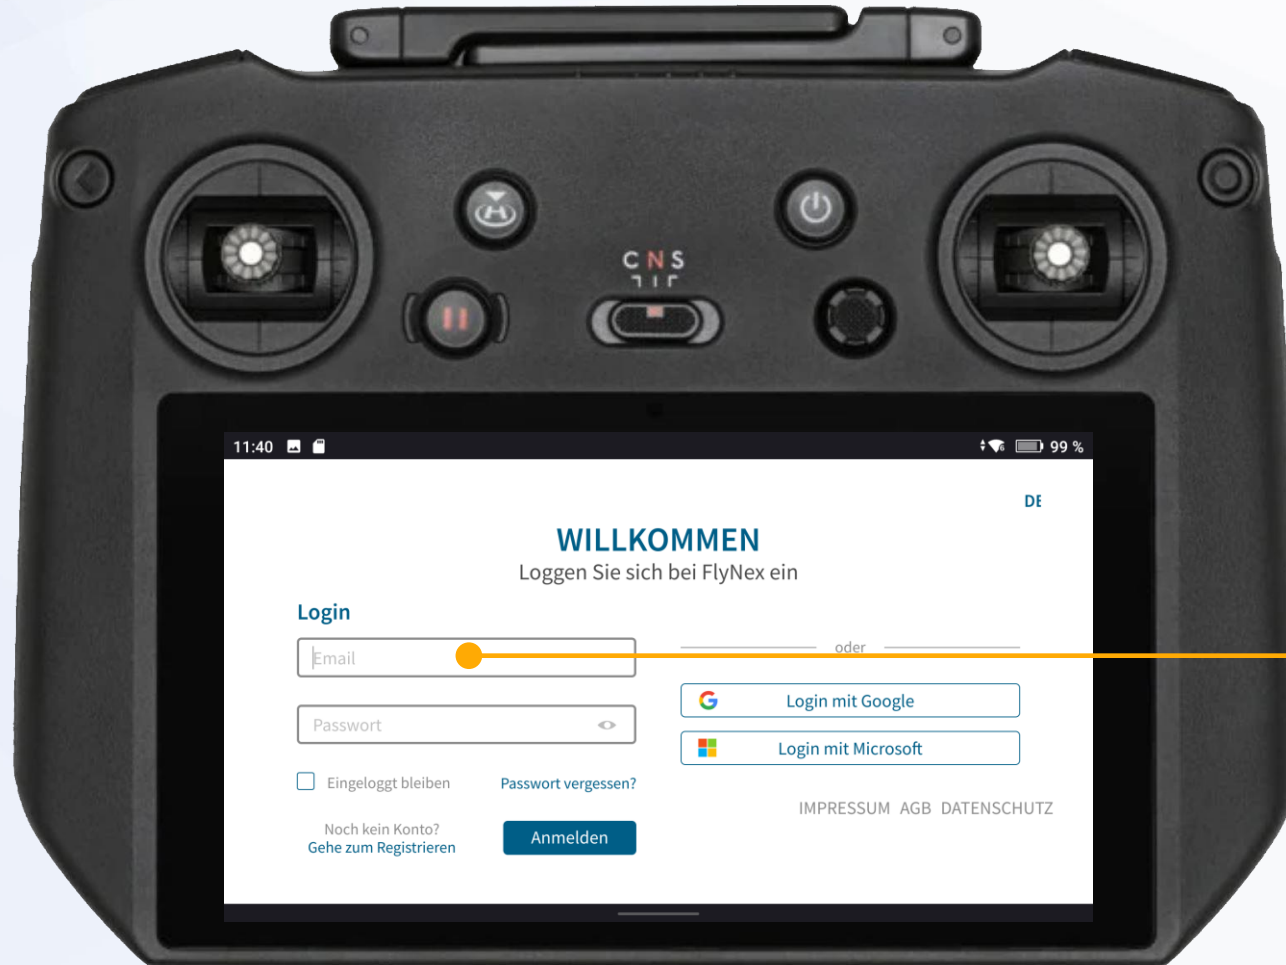 C N S
11:40
99 %
DE
WILLKOMMEN
Loggen Sie sich bei FlyNex ein
Login
Email
Passwort
Eingeloggt bleiben
Passwort vergessen?
Noch kein Konto?
Gehe zum Registrieren
Anmelden
oder
Login mit Google
Login mit Microsoft
IMPRESSUM AGB DATENSCHUTZ